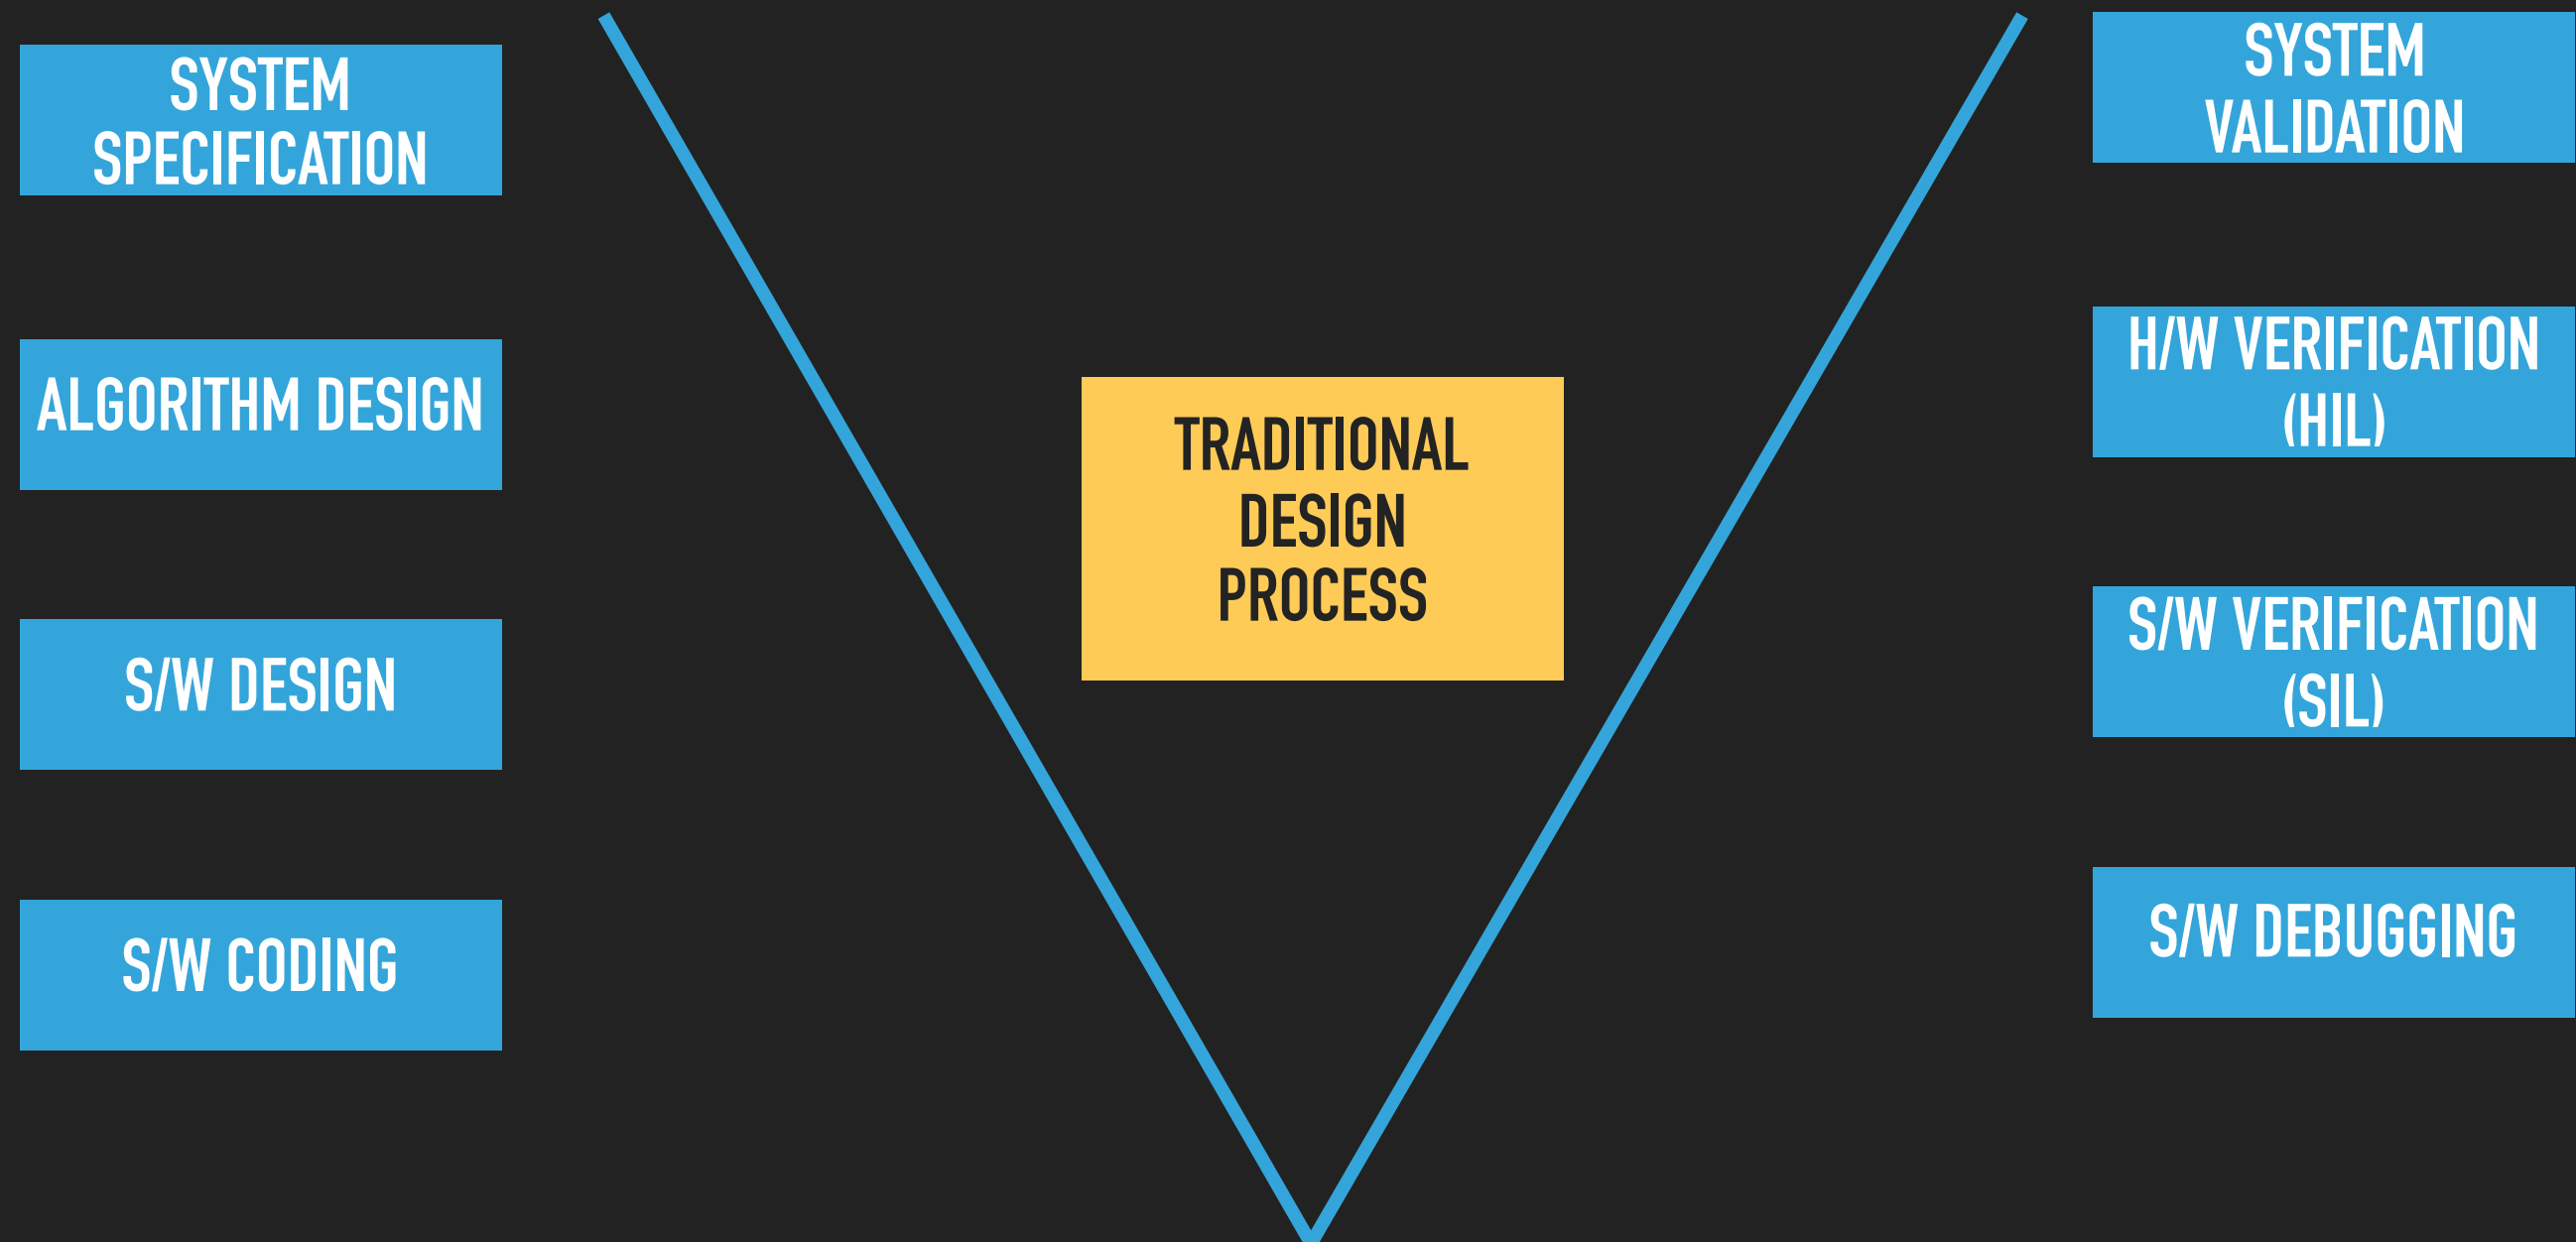 SYSTEM
SPECIFICATION
ALGORITHM DESIGN
S/W DESIGN
S/W CODING
TRADITIONAL
DESIGN
PROCESS
SYSTEM
VALIDATION
H/W VERIFICATION
(HIL)
S/W VERIFICATION
(SIL)
S/W DEBUGGING